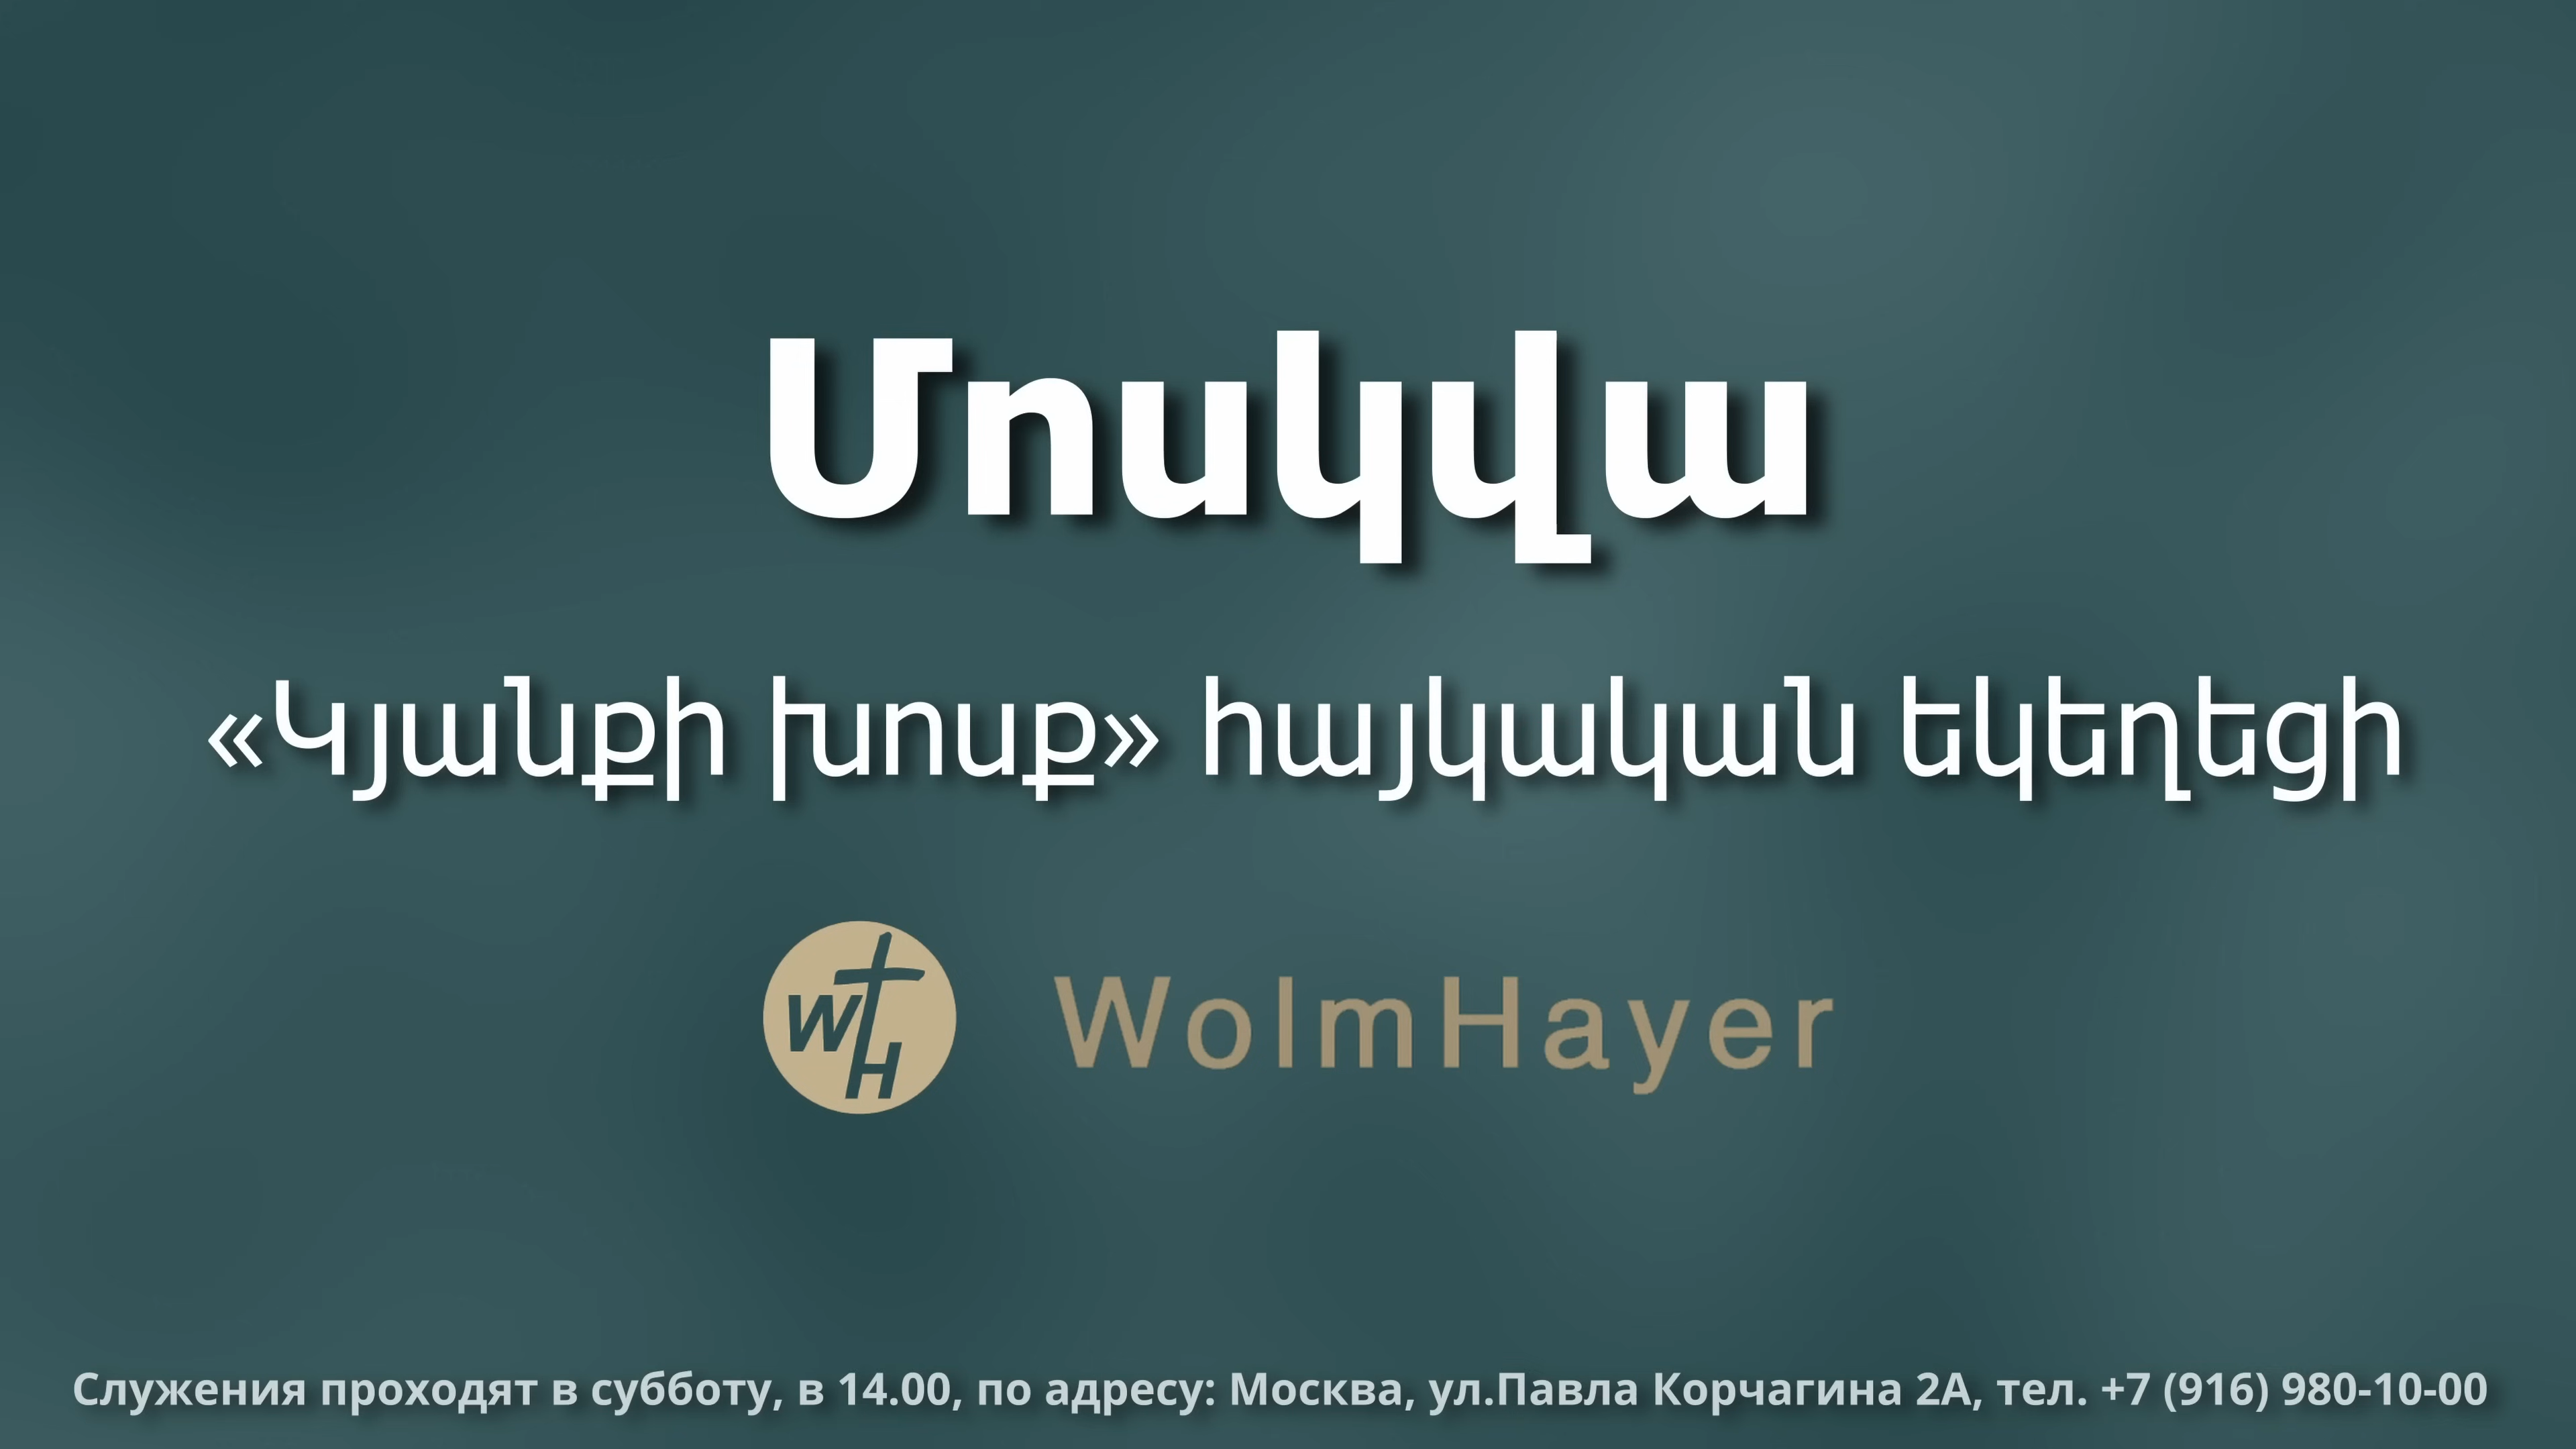 Մոսկվա
«Կյանքի խոսք» հայկական եկեղեցի
WH WolmHayer
Служения проходят в субботу, в 14.00, по адресу: Москва, ул.Павла Корчагина 2А, тел. +7 (916) 980-10-00